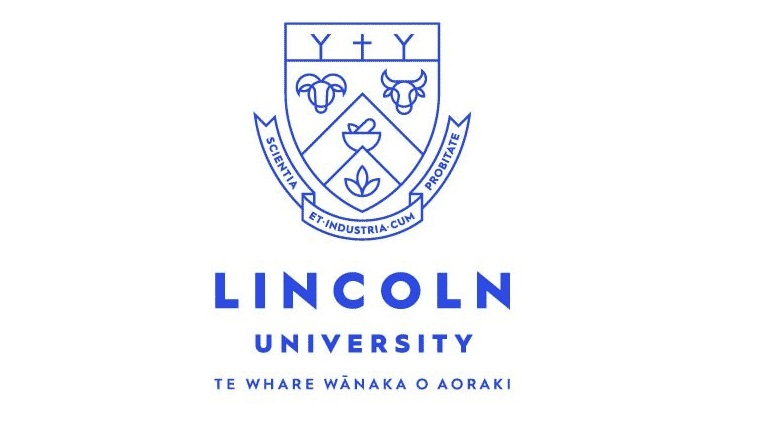 SCIENTIA
ET·INDUSTRIA·CUM
PROBITATE
LINCOLN
UNIVERSITY
TE WHARE WĀNAKA O AORAKI